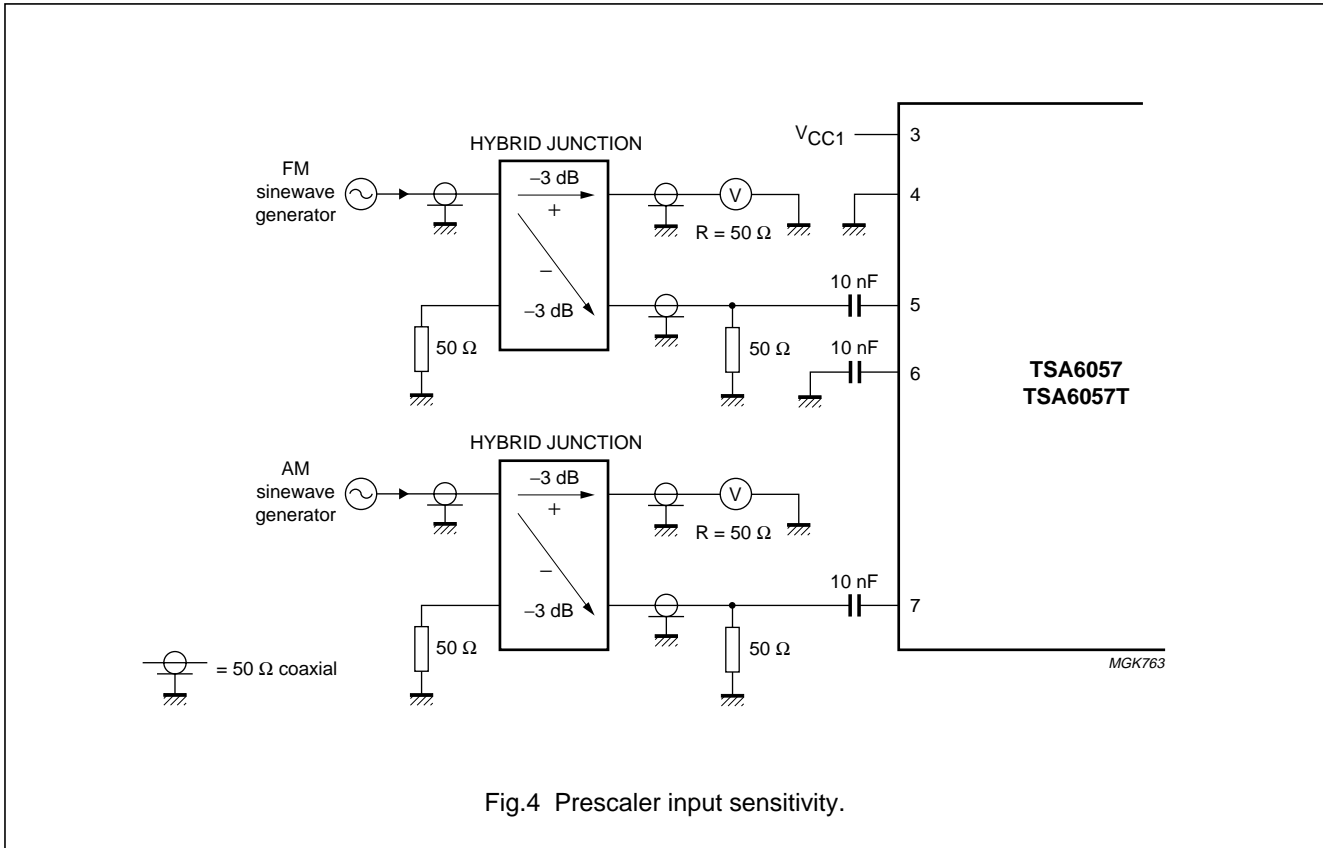 HYBRID JUNCTION
FM
sinewave
generator
−3 dB
+
−
−3 dB
V
R = 50 Ω
50 Ω
50 Ω
VCC1
3
4
10 nF
5
10 nF
6
TSA6057
TSA6057T
HYBRID JUNCTION
AM
sinewave
generator
−3 dB
+
−
−3 dB
V
R = 50 Ω
50 Ω
50 Ω
10 nF
7
= 50 Ω coaxial
MGK763
Fig.4 Prescaler input sensitivity.